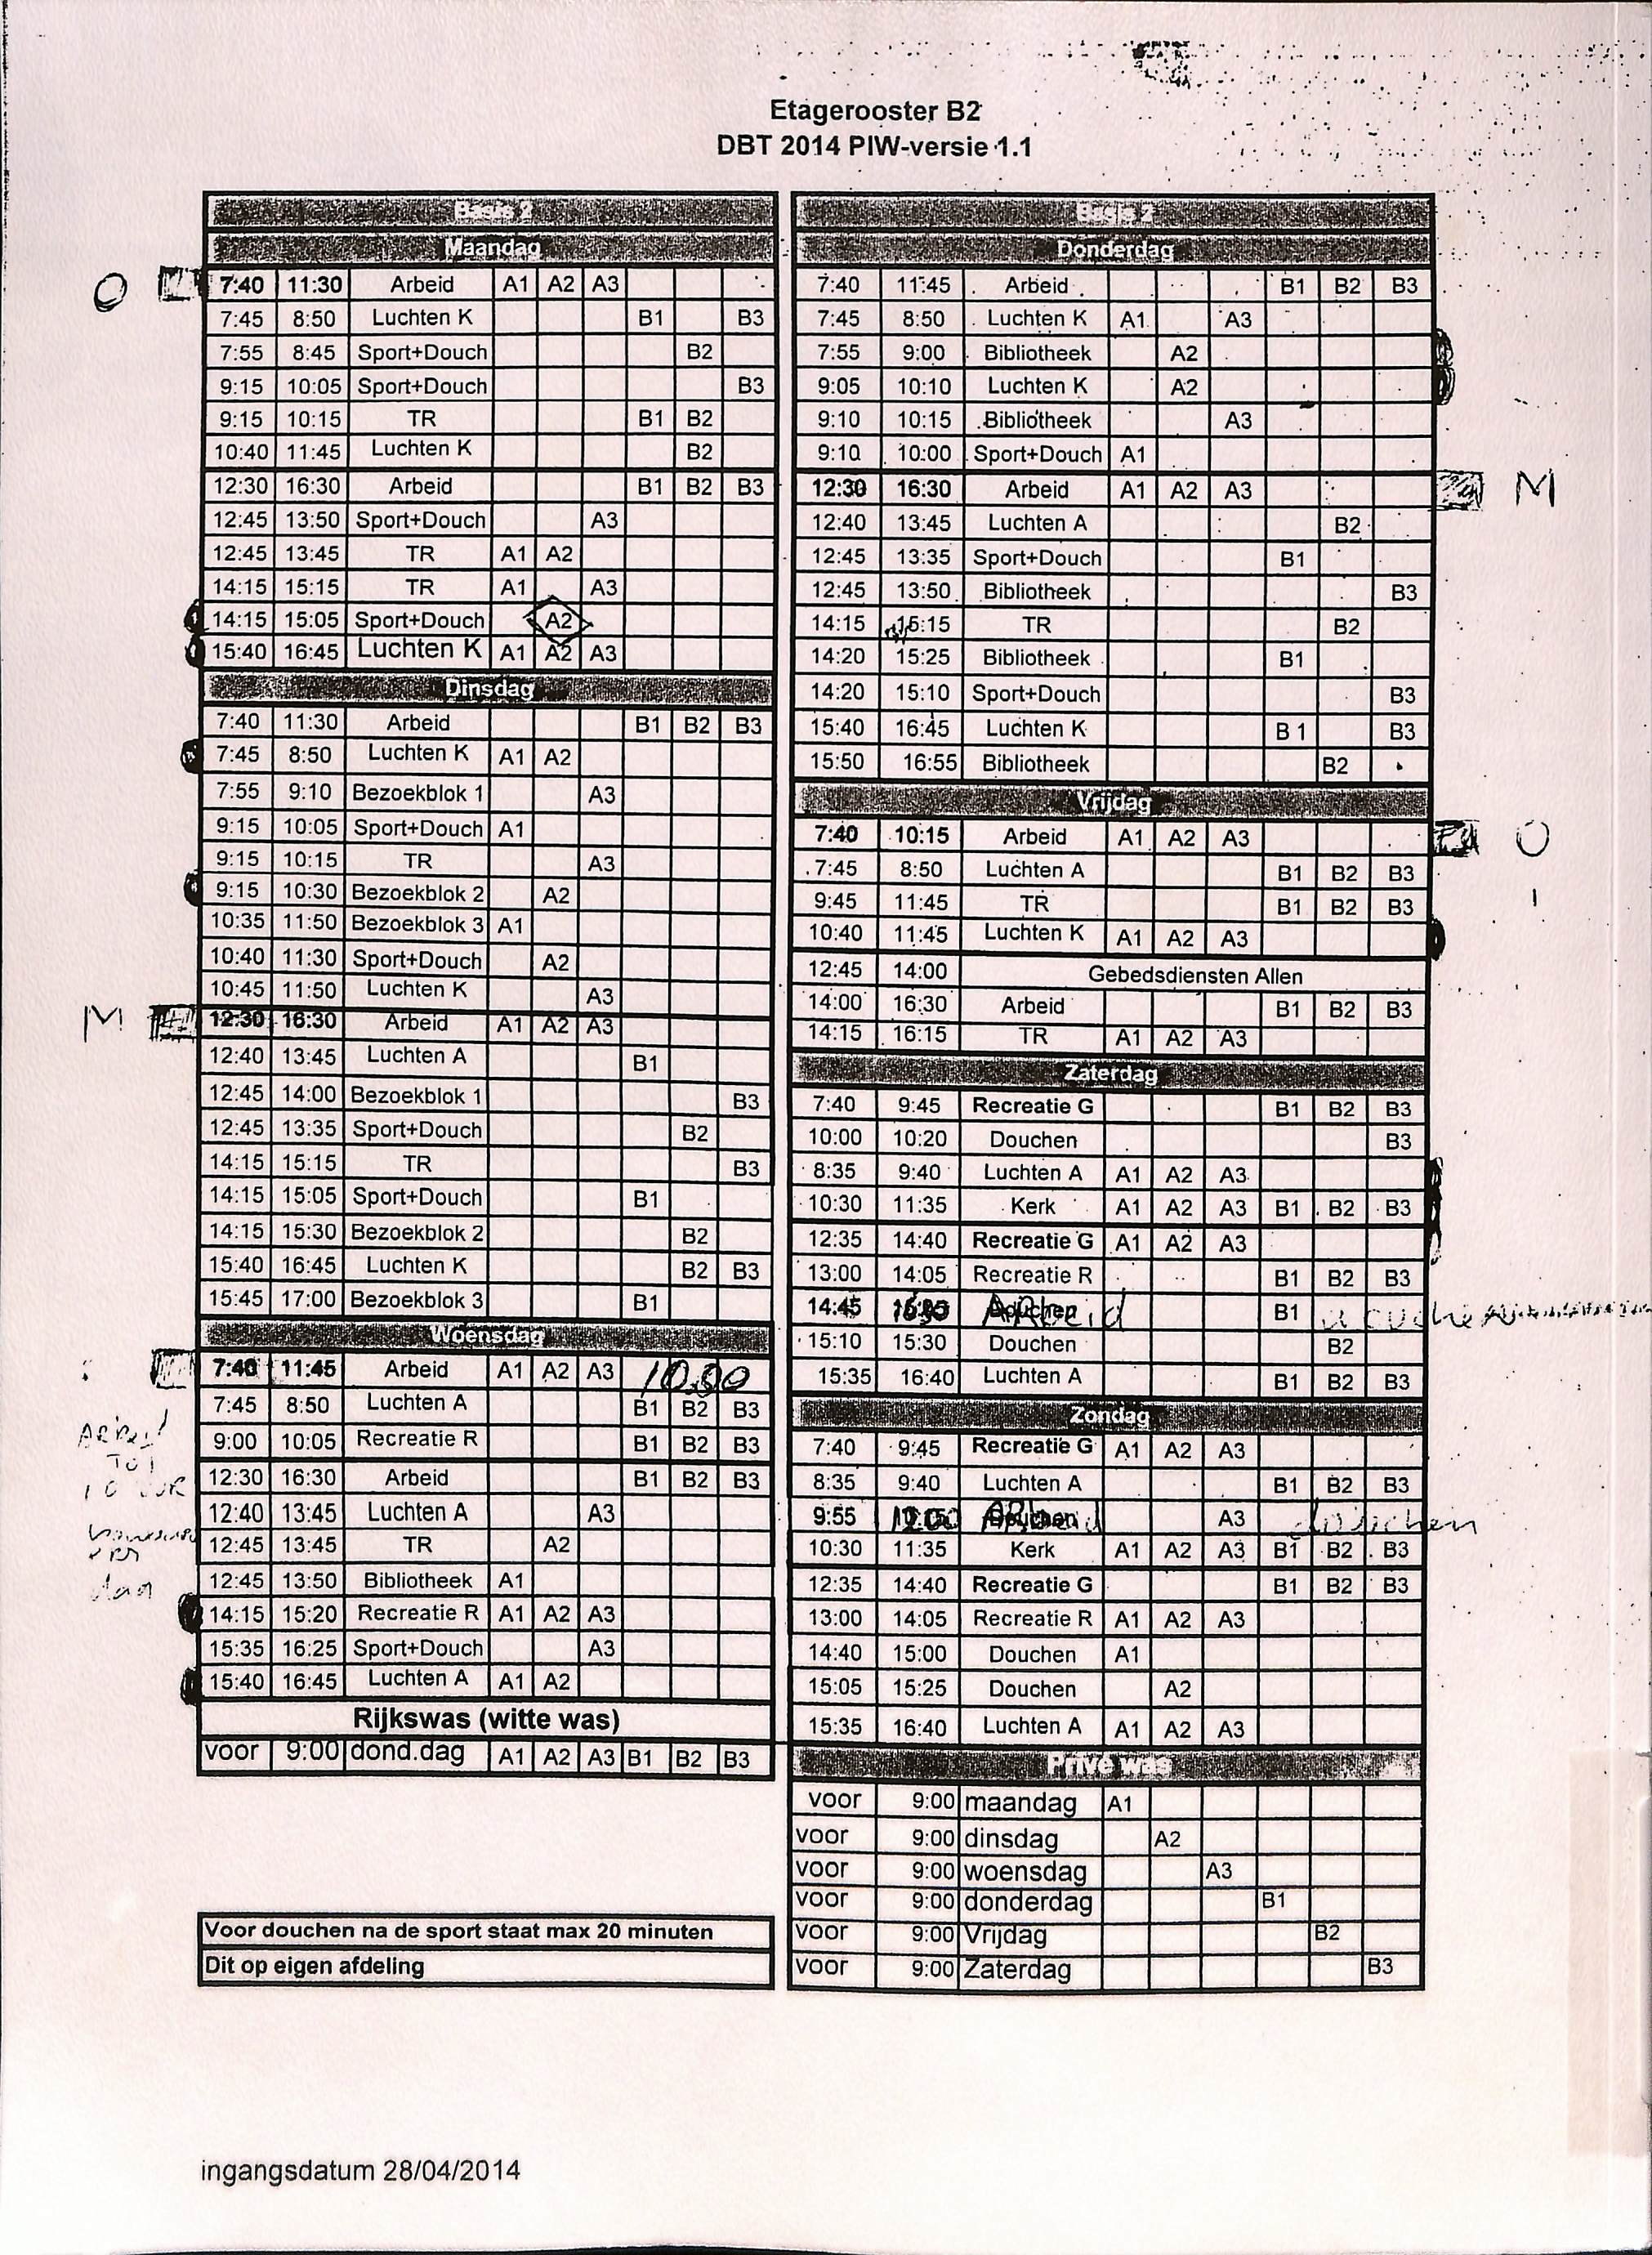 Etagerooster B2
DBT 2014 PIW-versie 1.1
Basis 2
Maandag
O
7:40 11:30 Arbeid A1 A2 A3
7:45 8:50 Luchten K B1 B3
7:55 8:45 Sport+Douch B2
9:15 10:05 Sport+Douch B3
9:15 10:15 TR B1 B2
10:40 11:45 Luchten K B2
12:30 16:30 Arbeid B1 B2 B3
12:45 13:50 Sport+Douch A3
12:45 13:45 TR A1 A2
14:15 15:15 TR A1 A3
14:15 15:05 Sport+Douch A2
15:40 16:45 Luchten K A1 A2 A3
Dinsdag
7:40 11:30 Arbeid B1 B2 B3
7:45 8:50 Luchten K A1 A2
7:55 9:10 Bezoekblok 1 A3
9:15 10:05 Sport+Douch A1
9:15 10:15 TR A3
9:15 10:30 Bezoekblok 2 A2
10:35 11:50 Bezoekblok 3 A1
10:40 11:30 Sport+Douch A2
10:45 11:50 Luchten K A3
M 12:30 16:30 Arbeid A1 A2 A3
12:40 13:45 Luchten A B1
12:45 14:00 Bezoekblok 1 B3
12:45 13:35 Sport+Douch B2
14:15 15:15 TR B3
14:15 15:05 Sport+Douch B1
14:15 15:30 Bezoekblok 2 B2
15:40 16:45 Luchten K B2 B3
15:45 17:00 Bezoekblok 3 B1
Woensdag
7:40 11:45 Arbeid A1 A2 A3 10.00
7:45 8:50 Luchten A B1 B2 B3
9:00 10:05 Recreatie R B1 B2 B3
12:30 16:30 Arbeid B1 B2 B3
12:40 13:45 Luchten A A3
12:45 13:45 TR A2
12:45 13:50 Bibliotheek A1
14:15 15:20 Recreatie R A1 A2 A3
15:35 16:25 Sport+Douch A3
15:40 16:45 Luchten A A1 A2
Arbeid
Tot
10 uur
Rijkswas (witte was)
voor 9:00 dond.dag A1 A2 A3 B1 B2 B3
Voor douchen na de sport staat max 20 minuten
Dit op eigen afdeling
Basis 2
Donderdag
7:40 11:45 Arbeid B1 B2 B3
7:45 8:50 Luchten K A1 A3
7:55 9:00 Bibliotheek A2
9:05 10:10 Luchten K A2
9:10 10:15 Bibliotheek A3
9:10 10:00 Sport+Douch A1
12:30 16:30 Arbeid A1 A2 A3 M
12:40 13:45 Luchten A B2
12:45 13:35 Sport+Douch B1
12:45 13:50 Bibliotheek B3
14:15 15:15 TR B2
14:20 15:25 Bibliotheek B1
14:20 15:10 Sport+Douch B3
15:40 16:45 Luchten K B 1 B3
15:50 16:55 Bibliotheek B2
Vrijdag
7:40 10:15 Arbeid A1 A2 A3 O
7:45 8:50 Luchten A B1 B2 B3
9:45 11:45 TR B1 B2 B3
10:40 11:45 Luchten K A1 A2 A3
12:45 14:00 Gebedsdiensten Allen
14:00 16:30 Arbeid B1 B2 B3
14:15 16:15 TR A1 A2 A3
Zaterdag
7:40 9:45 Recreatie G B1 B2 B3
10:00 10:20 Douchen B3
8:35 9:40 Luchten A A1 A2 A3
10:30 11:35 Kerk A1 A2 A3 B1 B2 B3
12:35 14:40 Recreatie G A1 A2 A3
13:00 14:05 Recreatie R B1 B2 B3
14:45 Arbeid B1 douchen
15:10 15:30 Douchen B2
15:35 16:40 Luchten A B1 B2 B3
Zondag
7:40 9:45 Recreatie G A1 A2 A3
8:35 9:40 Luchten A B1 B2 B3
9:55 Arbeid A3 douchen
10:30 11:35 Kerk A1 A2 A3 B1 B2 B3
12:35 14:40 Recreatie G B1 B2 B3
13:00 14:05 Recreatie R A1 A2 A3
14:40 15:00 Douchen A1
15:05 15:25 Douchen A2
15:35 16:40 Luchten A A1 A2 A3
Privé was
voor 9:00 maandag A1
voor 9:00 dinsdag A2
voor 9:00 woensdag A3
voor 9:00 donderdag B1
voor 9:00 Vrijdag B2
voor 9:00 Zaterdag B3
ingangsdatum 28/04/2014